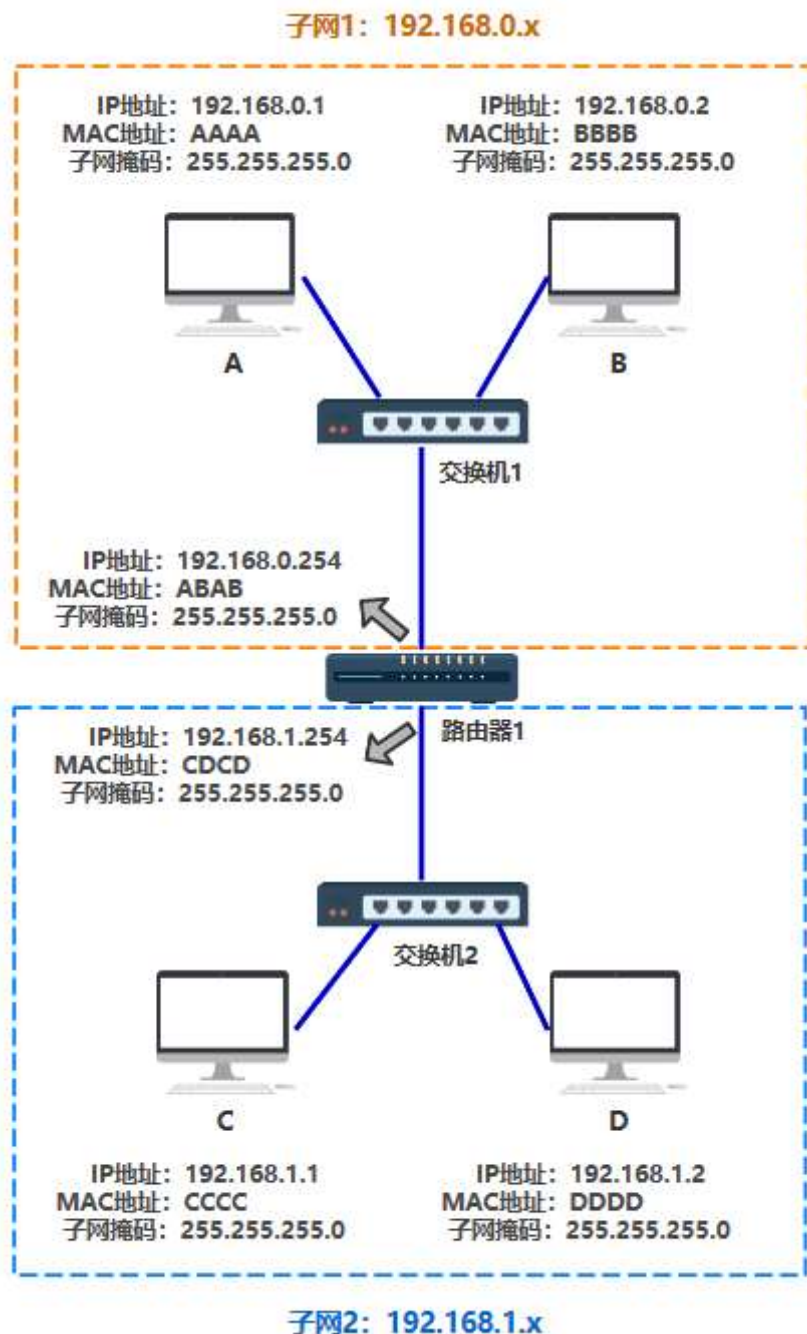 子网1：192.168.0.x
IP地址：192.168.0.1
MAC地址：AAAA
子网掩码：255.255.255.0
IP地址：192.168.0.2
MAC地址：BBBB
子网掩码：255.255.255.0
A
B
交换机1
IP地址：192.168.0.254
MAC地址：ABAB
子网掩码：255.255.255.0
路由器1
IP地址：192.168.1.254
MAC地址：CDCD
子网掩码：255.255.255.0
交换机2
C
D
IP地址：192.168.1.1
MAC地址：CCCC
子网掩码：255.255.255.0
IP地址：192.168.1.2
MAC地址：DDDD
子网掩码：255.255.255.0
子网2：192.168.1.x